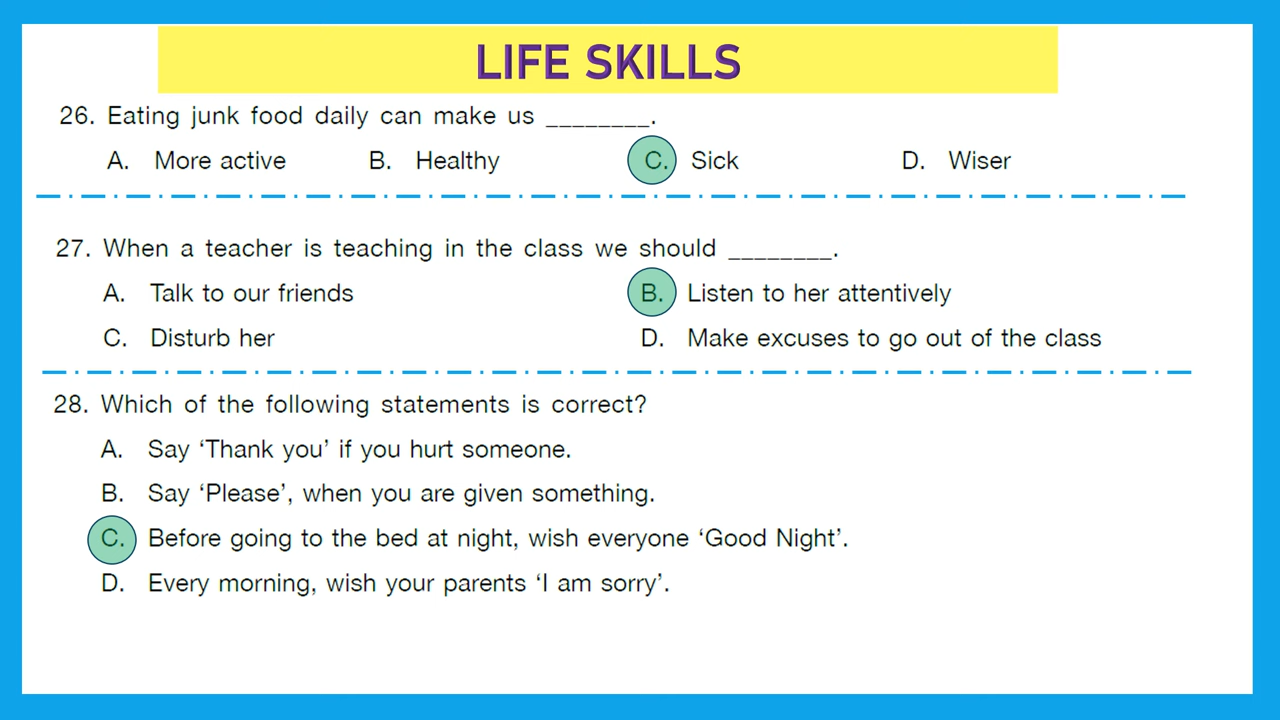 LIFE SKILLS
26. Eating junk food daily can make us ________.
A. More active B. Healthy C. Sick D. Wiser
27. When a teacher is teaching in the class we should ________.
A. Talk to our friends B. Listen to her attentively
C. Disturb her D. Make excuses to go out of the class
28. Which of the following statements is correct?
A. Say ‘Thank you’ if you hurt someone.
B. Say ‘Please’, when you are given something.
C. Before going to the bed at night, wish everyone ‘Good Night’.
D. Every morning, wish your parents ‘I am sorry’.